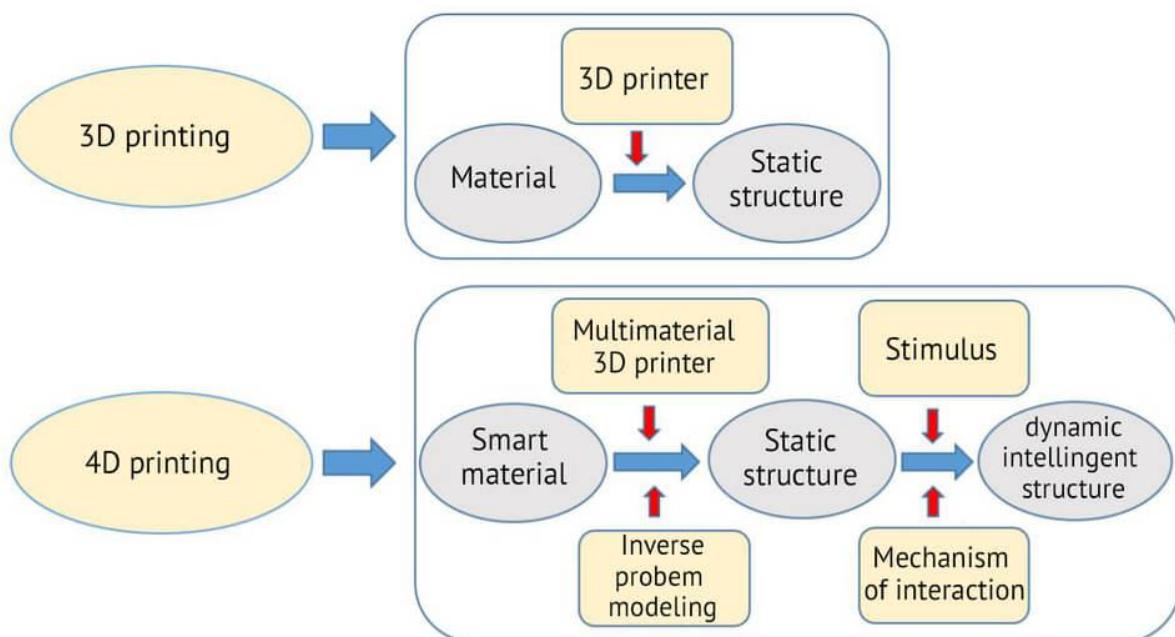 3D printing
3D printer
Material
Static
structure
4D printing
Multimaterial
3D printer
Stimulus
Smart
material
Static
structure
dynamic
intellingent
structure
Inverse
probem
modeling
Mechanism
of interaction